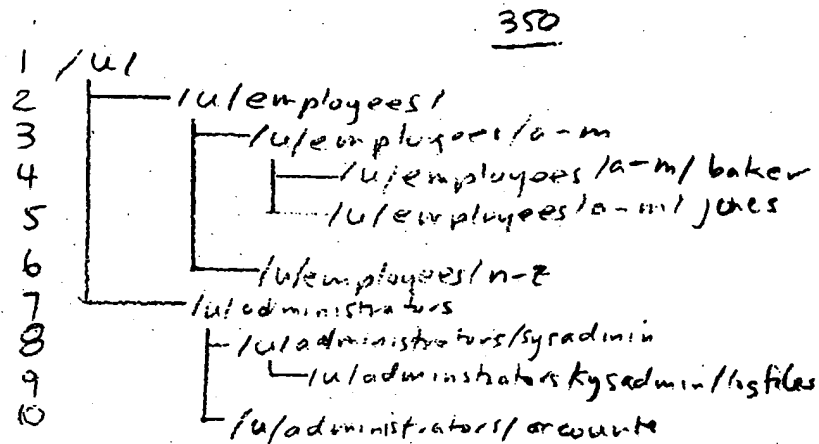 350
1 /u/
2 /u/employees/
3 /u/employees/a-m
4 /u/employees/a-m/baker
5 /u/employees/a-m/jones
6 /u/employees/n-z
7 /u/administrators
8 /u/administrators/sysadmin
9 /u/adminstrators/sysadmin/logfiles
10 /u/administrators/accounts